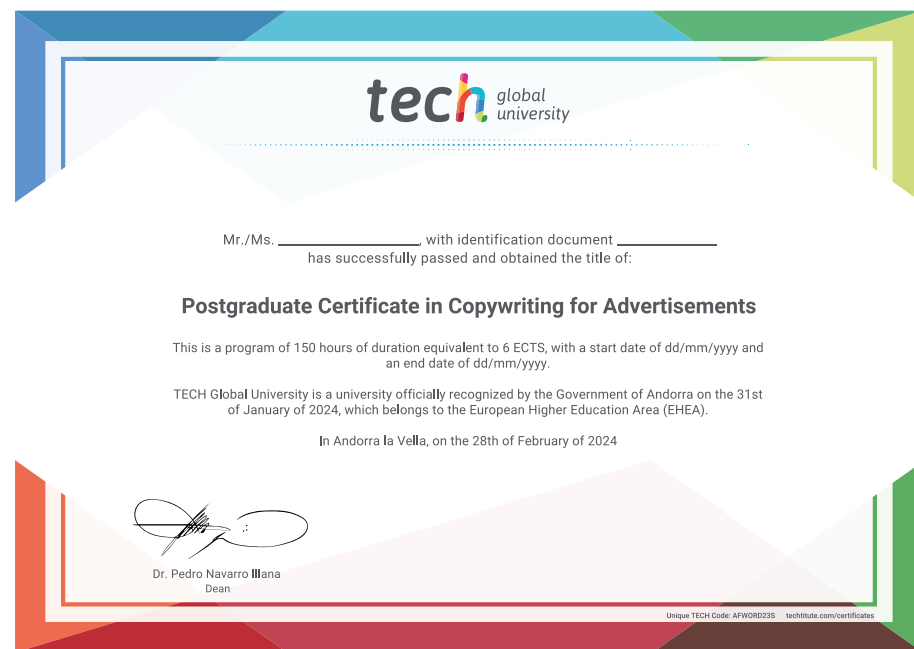 tech global
university
Mr./Ms. ____________________, with identification document ______________
has successfully passed and obtained the title of:
Postgraduate Certificate in Copywriting for Advertisements
This is a program of 150 hours of duration equivalent to 6 ECTS, with a start date of dd/mm/yyyy and
an end date of dd/mm/yyyy.
TECH Global University is a university officially recognized by the Government of Andorra on the 31st
of January of 2024, which belongs to the European Higher Education Area (EHEA).
In Andorra la Vella, on the 28th of February of 2024
Dr. Pedro Navarro Illana
Dean
Unique TECH Code: AFWORD23S techtitute.com/certificates